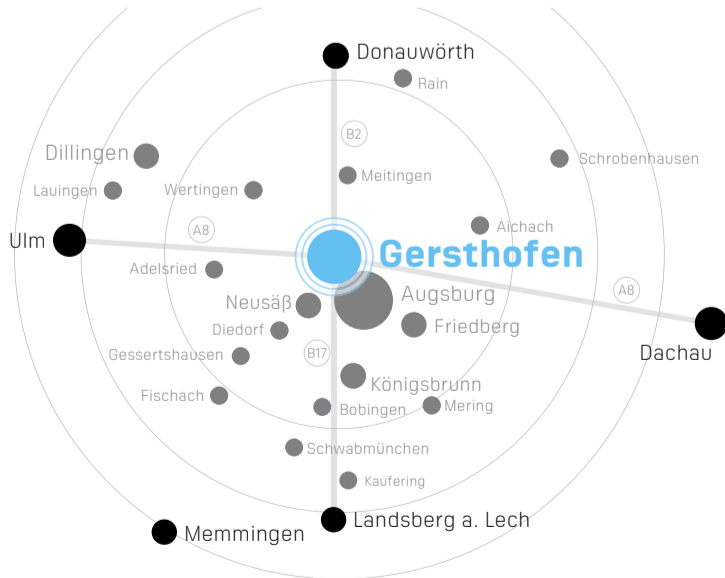 Donauwörth
Rain
B2
Dillingen
Schrobenhausen
Meitingen
Lauingen
Wertingen
Aichach
A8
Ulm
Gersthofen
Adelsried
A8
Augsburg
Neusäß
Friedberg
Diedorf
B17
Dachau
Gessertshausen
Königsbrunn
Fischach
Mering
Bobingen
Schwabmünchen
Kaufering
Landsberg a. Lech
Memmingen